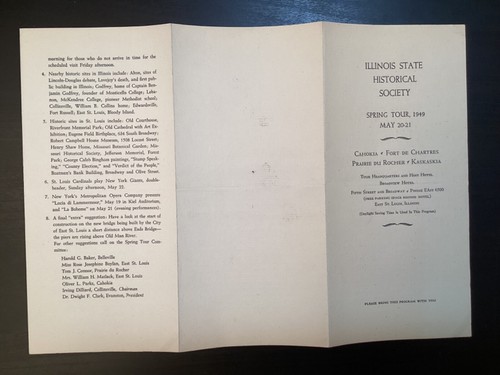 morning for those who do not arrive in time for the
scheduled visit Friday afternoon.
4. Nearby historic sites in Illinois include: Alton, sites of
Lincoln-Douglas debate, Lovejoy's death, and first pub-
lic building in Illinois; Godfrey, home of Captain Ben-
jamin Godfrey, founder of Monticello College; Leba-
non, McKendree College, pioneer Methodist school;
Collinsville, William B. Collins home; Edwardsville,
Fort Russell; East St. Louis, Bloody Island.
5. Historic sites in St. Louis include: Old Courthouse,
Riverfront Memorial Park, Old Cathedral with Art Ex-
hibition, Eugene Field Birthplace, 634 South Broadway;
Robert Campbell Home Museum, 1508 Locust Street;
Henry Shaw Home, Missouri Botanical Garden, Mis-
souri Historical Society, Jefferson Memorial, Forest
Park, George Caleb Bingham paintings, "Stump Speak-
ing," "County Election," and "Verdict of the People,"
Boatmen's Bank Building, Broadway and Olive Street.
6. St. Louis Cardinals play New York Giants, double-
header, Sunday afternoon, May 22.
7. New York's Metropolitan Opera Company presents
"Lucia di Lammermoor," May 19 in Kiel Auditorium,
and "La Boheme" on May 21 (evening performances).
8. A final "extra" suggestion: Have a look at the start of
construction on the new bridge being built by the City
of East St. Louis a short distance above Eads Bridge—
the piers are rising above Old Man River.
For other suggestions call on the Spring Tour Com-
mittee:
Harold G. Baker, Belleville
Miss Rose Josephine Boylan, East St. Louis
Tom J. Conner, Prairie du Rocher
Mrs. William H. Matlack, East St. Louis
Oliver L. Parks, Cahokia
Irving Dilliard, Collinsville, Chairman
Dr. Dwight F. Clark, Evanston, President
ILLINOIS STATE
HISTORICAL
SOCIETY
SPRING TOUR, 1949
MAY 20-21
CAHOKIA • FORT DE CHARTRES
PRAIRIE DU ROCHER • KASKASKIA
TOUR HEADQUARTERS AND HOST HOTEL
BROADVIEW HOTEL
FIFTH STREET AND BROADWAY
EAST ST. LOUIS, ILLINOIS
(Daylight Saving Time Is Used In This Program)
PLEASE BRING THIS PROGRAM WITH YOU